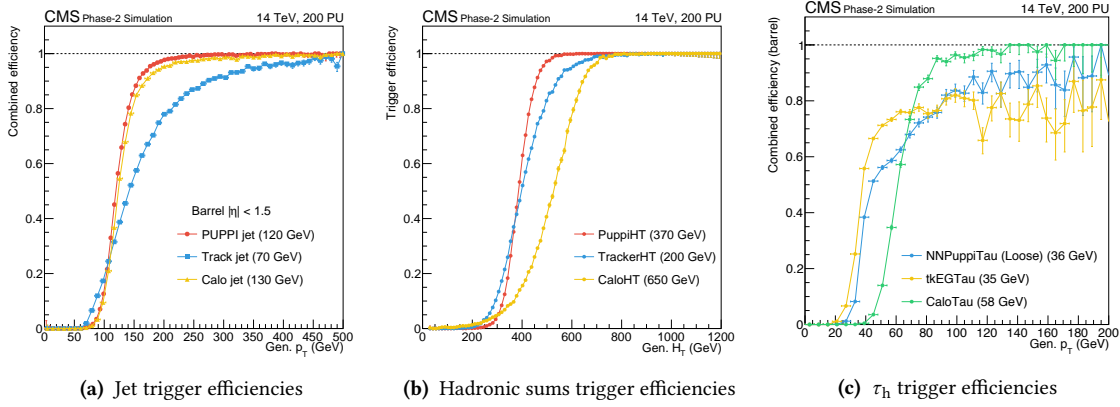 CMS Phase-2 Simulation 14 TeV, 200 PU
Combined efficiency
1
0.8
0.6
0.4
0.2
0
Barrel |η| < 1.5
PUPPI jet (120 GeV)
Track jet (70 GeV)
Calo jet (130 GeV)
0 50 100 150 200 250 300 350 400 450 500
Gen. pT (GeV)
(a) Jet trigger efficiencies
CMS Phase-2 Simulation 14 TeV, 200 PU
Trigger efficiency
1
0.8
0.6
0.4
0.2
0
PuppiHT (370 GeV)
TrackerHT (200 GeV)
CaloHT (650 GeV)
0 200 400 600 800 1000 1200
Gen. HT (GeV)
(b) Hadronic sums trigger efficiencies
CMS Phase-2 Simulation 14 TeV, 200 PU
Combined efficiency (barrel)
1
0.8
0.6
0.4
0.2
0
NNPuppiTau (Loose) (36 GeV)
tkEGTau (35 GeV)
CaloTau (58 GeV)
0 20 40 60 80 100 120 140 160 180 200
Gen. pT (GeV)
(c) τh trigger efficiencies